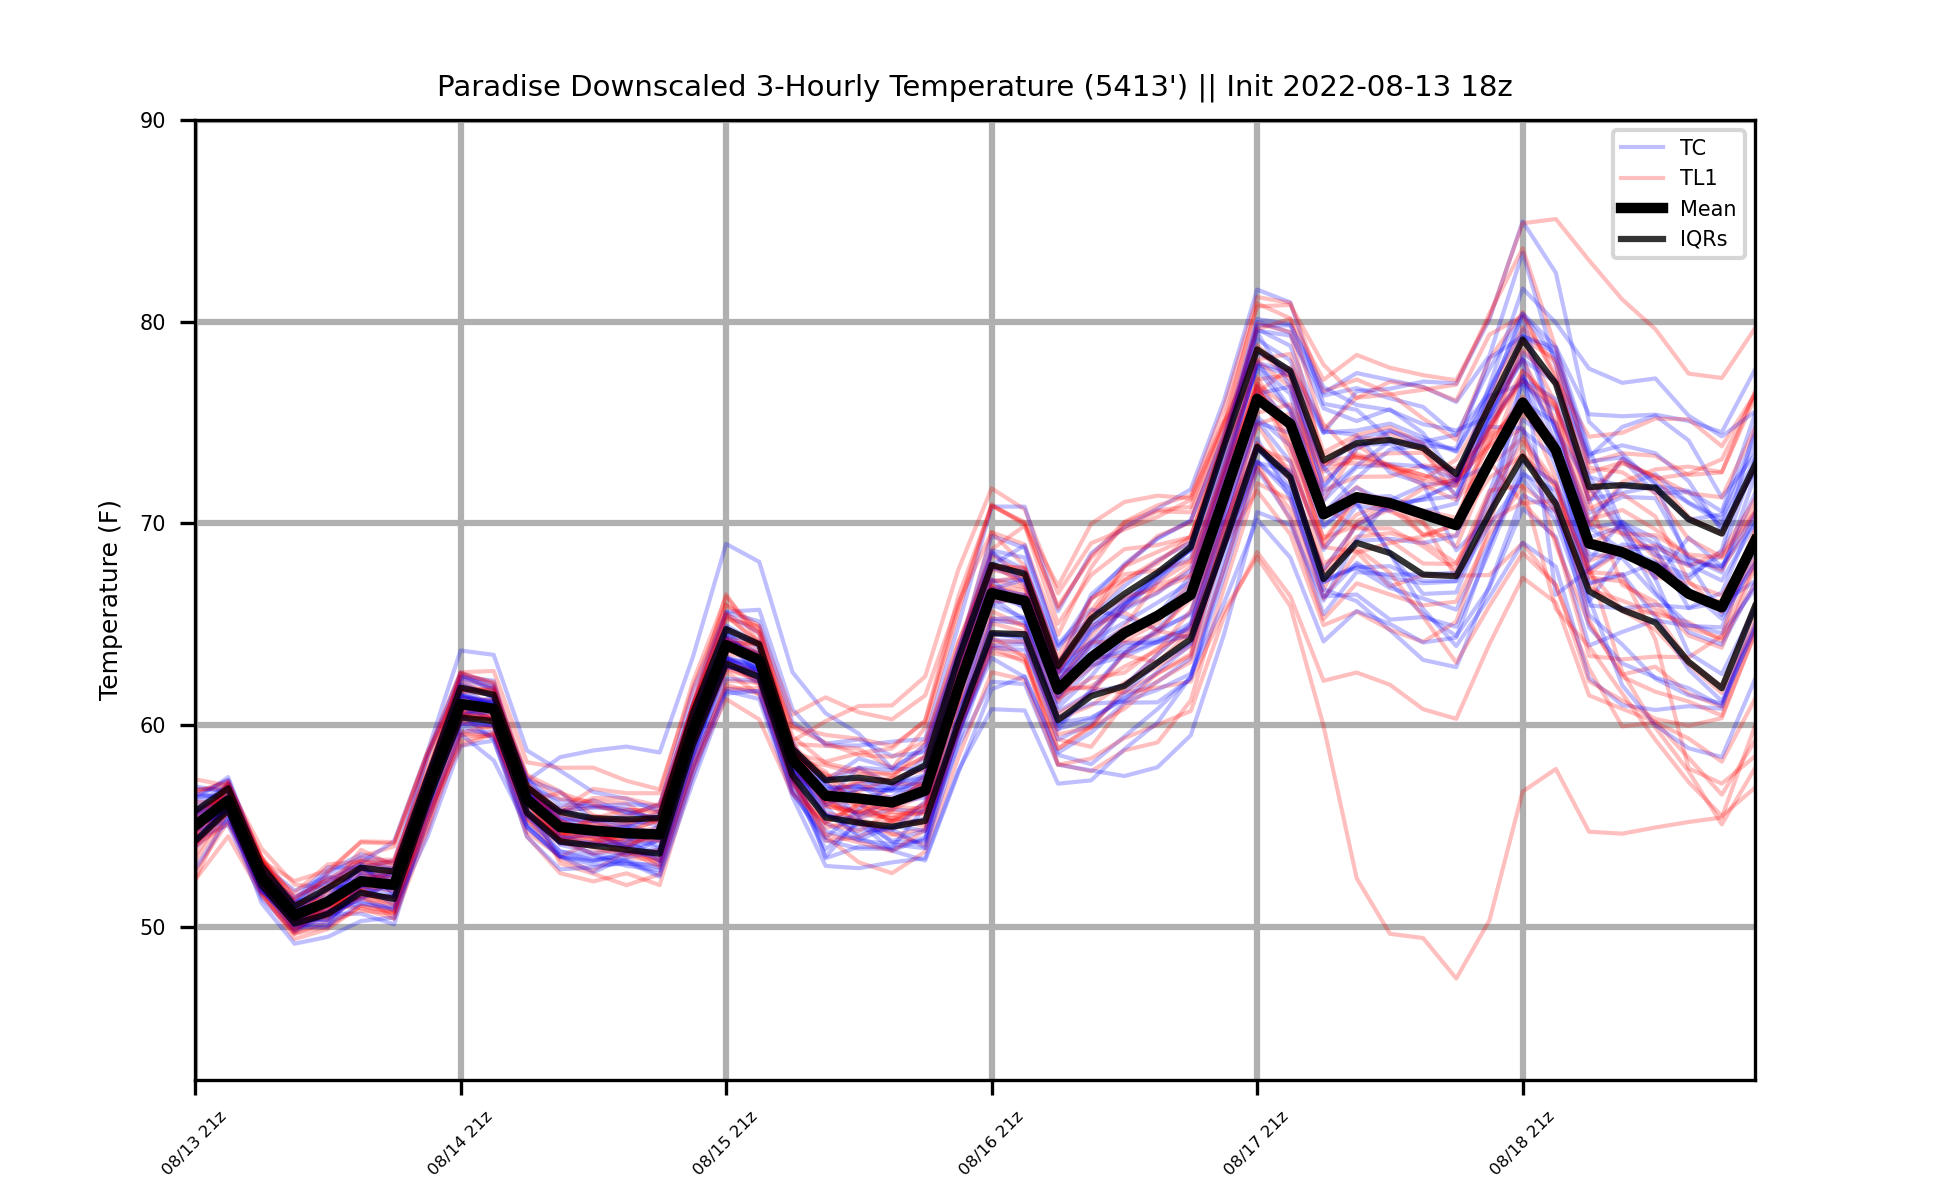 Paradise Downscaled 3-Hourly Temperature (5413') || Init 2022-08-13 18z
TC
TL1
Mean
IQRs
Temperature (F)
90
80
70
60
50
08/13 21z
08/14 21z
08/15 21z
08/16 21z
08/17 21z
08/18 21z